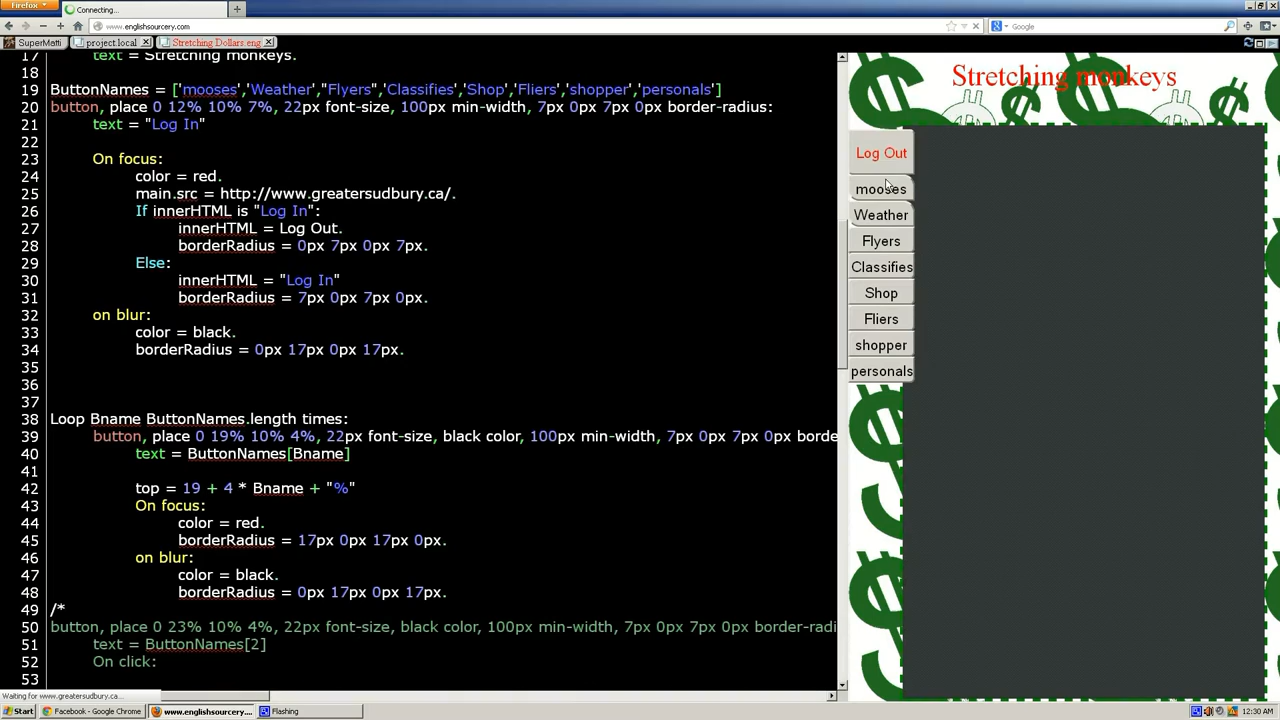 Firefox
Connecting...
www.englishsourcery.com
Google
SuperMatti
project.local
Stretching Dollars.eng
17 text = Stretching monkeys.
18
19 ButtonNames = ['mooses','Weather',"Flyers",'Classifies','Shop','Fliers','shopper','personals']
20 button, place 0 12% 10% 7%, 22px font-size, 100px min-width, 7px 0px 7px 0px border-radius:
21 text = "Log In"
22
23 On focus:
24 color = red.
25 main.src = http://www.greatersudbury.ca/.
26 If innerHTML is "Log In":
27 innerHTML = Log Out.
28 borderRadius = 0px 7px 0px 7px.
29 Else:
30 innerHTML = "Log In"
31 borderRadius = 7px 0px 7px 0px.
32 on blur:
33 color = black.
34 borderRadius = 0px 17px 0px 17px.
35
36
37
38 Loop Bname ButtonNames.length times:
39 button, place 0 19% 10% 4%, 22px font-size, black color, 100px min-width, 7px 0px 7px 0px borde
40 text = ButtonNames[Bname]
41
42 top = 19 + 4 * Bname + "%"
43 On focus:
44 color = red.
45 borderRadius = 17px 0px 17px 0px.
46 on blur:
47 color = black.
48 borderRadius = 0px 17px 0px 17px.
49 /*
50 button, place 0 23% 10% 4%, 22px font-size, black color, 100px min-width, 7px 0px 7px 0px border-radi
51 text = ButtonNames[2]
52 On click:
53
Stretching monkeys
Log Out
mooses
Weather
Flyers
Classifies
Shop
Fliers
shopper
personals
Waiting for www.greatersudbury.ca...
Start
Facebook - Google Chrome
www.englishsourcery....
Flashing
12:30 AM